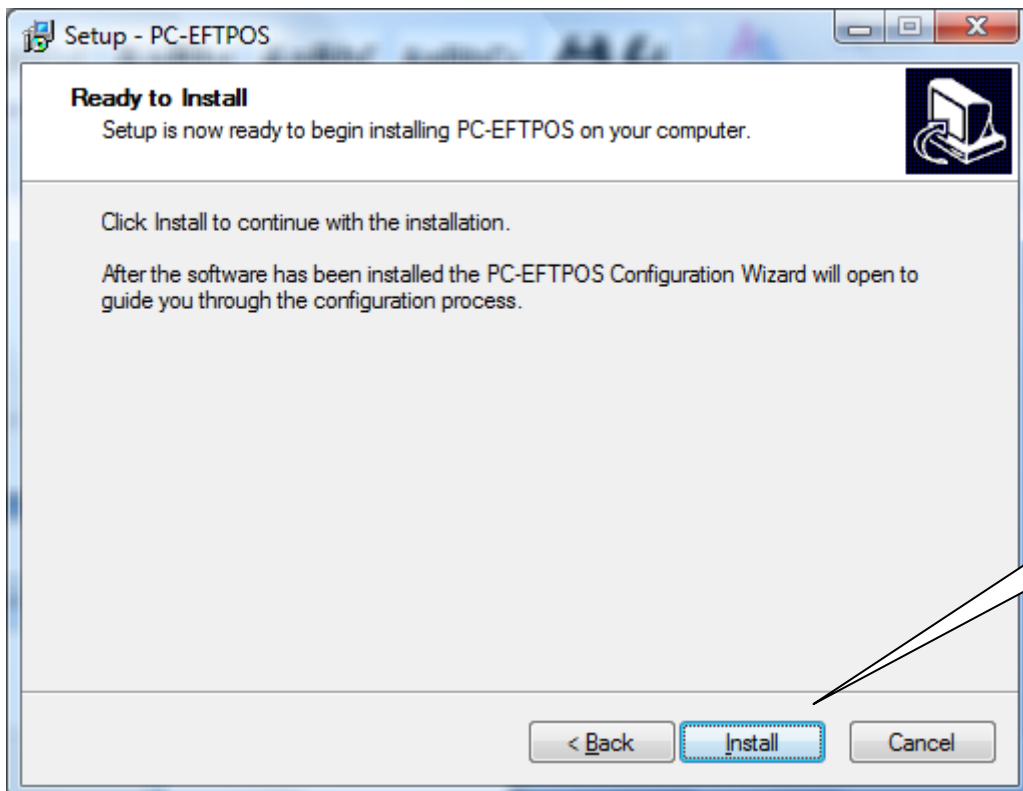 Setup - PC-EFTPOS
Ready to Install
Setup is now ready to begin installing PC-EFTPOS on your computer.
Click Install to continue with the installation.
After the software has been installed the PC-EFTPOS Configuration Wizard will open to
guide you through the configuration process.
< Back
Install
Cancel